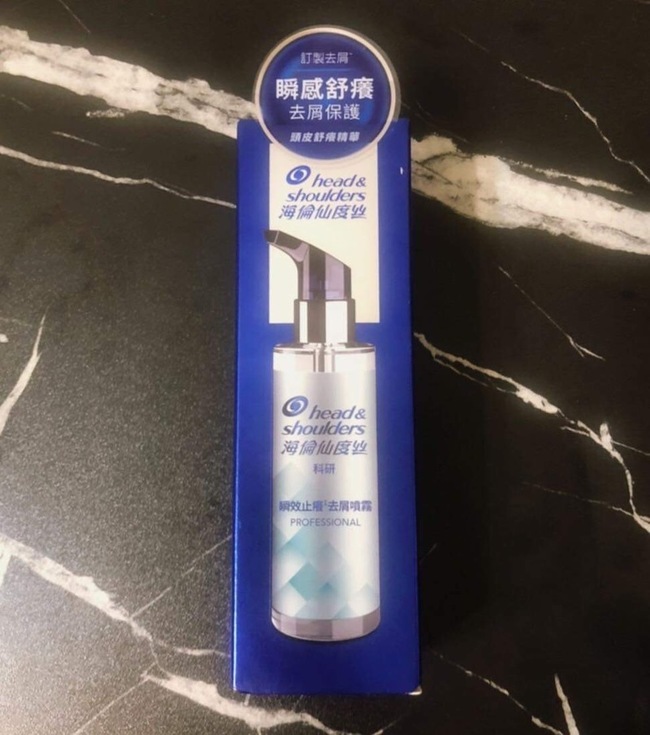 訂製去屑
瞬感舒癢
去屑保護
頭皮舒癢精華
head &
shoulders
海倫仙度絲
head &
shoulders
海倫仙度絲
科研
瞬效止癢去屑噴霧
PROFESSIONAL